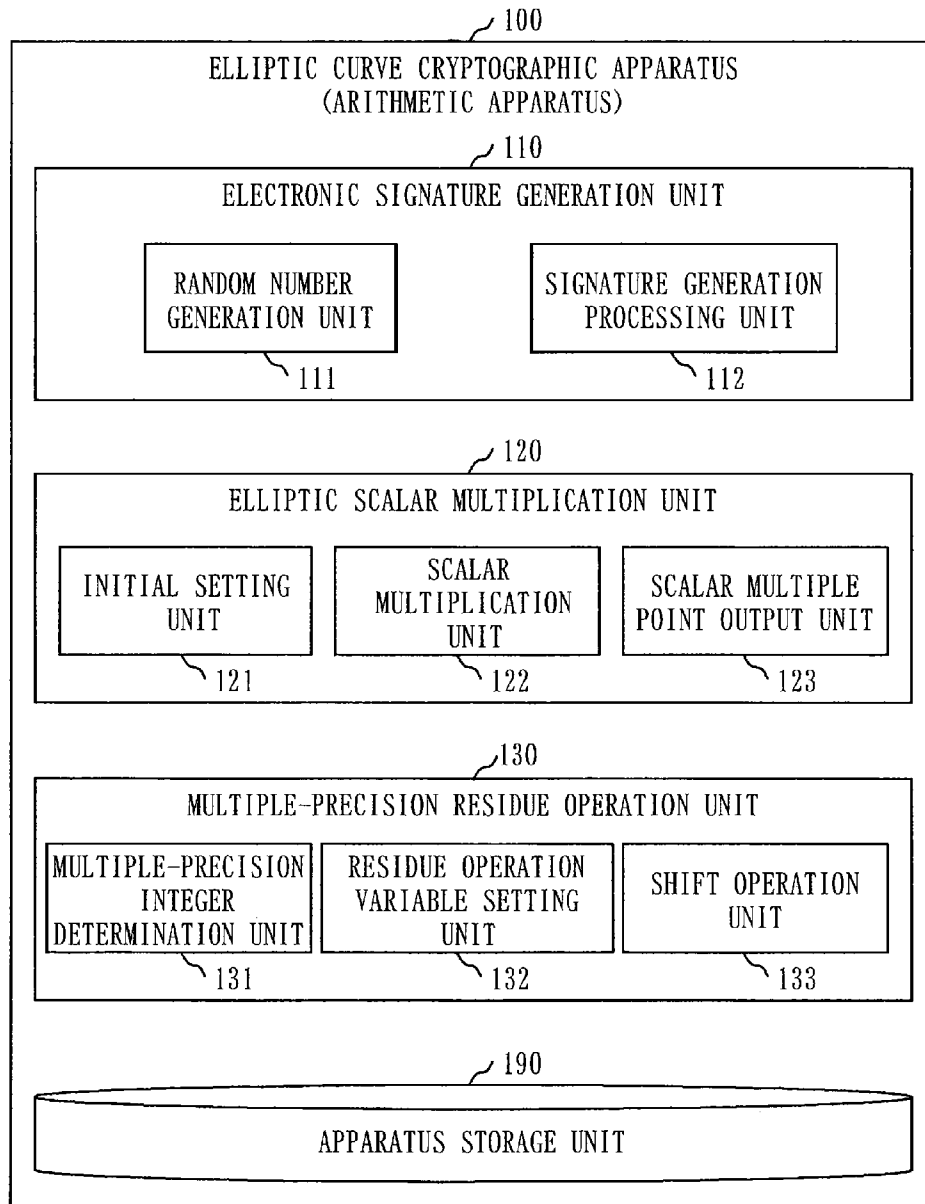 100
ELLIPTIC CURVE CRYPTOGRAPHIC APPARATUS
(ARITHMETIC APPARATUS)
110
ELECTRONIC SIGNATURE GENERATION UNIT
RANDOM NUMBER
GENERATION UNIT
111
SIGNATURE GENERATION
PROCESSING UNIT
112
120
ELLIPTIC SCALAR MULTIPLICATION UNIT
INITIAL SETTING
UNIT
121
SCALAR
MULTIPLICATION
UNIT
122
SCALAR MULTIPLE
POINT OUTPUT UNIT
123
130
MULTIPLE-PRECISION RESIDUE OPERATION UNIT
MULTIPLE-PRECISION
INTEGER
DETERMINATION UNIT
131
RESIDUE OPERATION
VARIABLE SETTING
UNIT
132
SHIFT OPERATION
UNIT
133
190
APPARATUS STORAGE UNIT